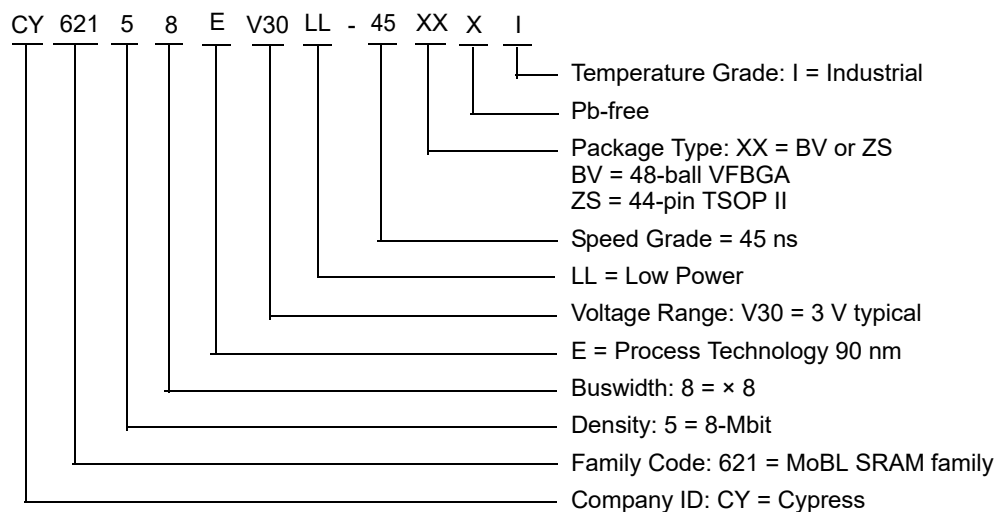 CY 621 5 8 E V30 LL - 45 XX X I
Temperature Grade: I = Industrial
Pb-free
Package Type: XX = BV or ZS
BV = 48-ball VFBGA
ZS = 44-pin TSOP II
Speed Grade = 45 ns
LL = Low Power
Voltage Range: V30 = 3 V typical
E = Process Technology 90 nm
Buswidth: 8 = × 8
Density: 5 = 8-Mbit
Family Code: 621 = MoBL SRAM family
Company ID: CY = Cypress